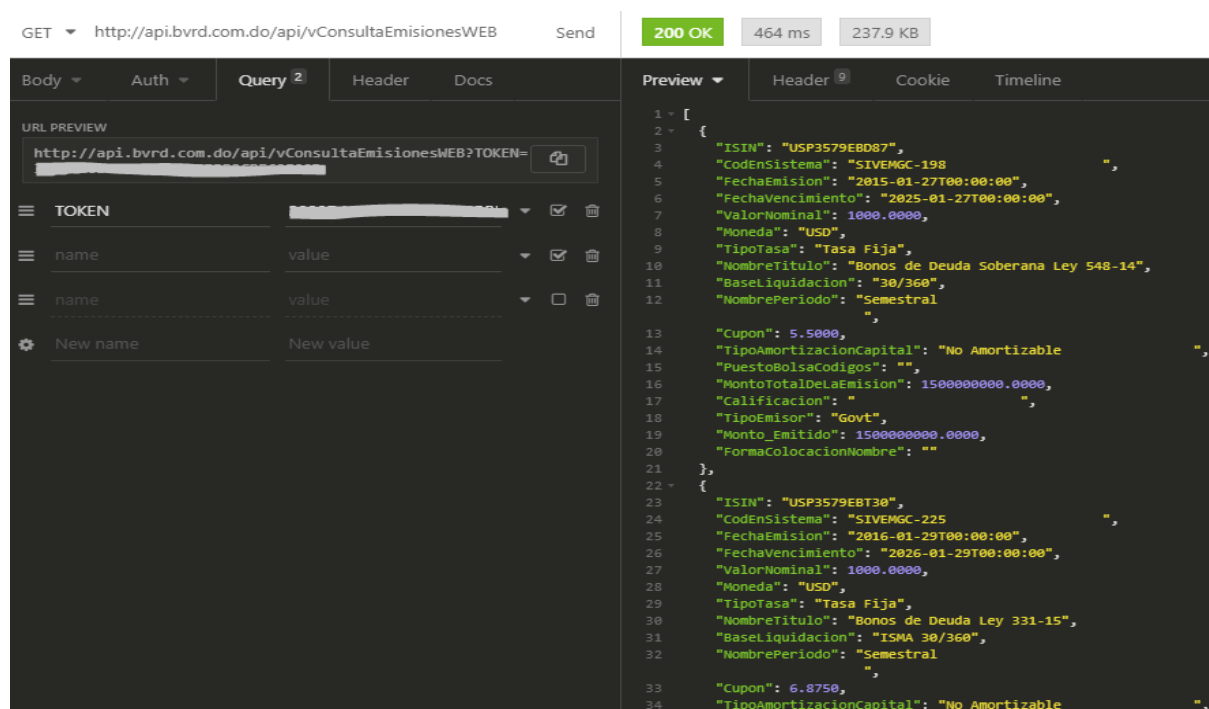 GET http://api.bvrd.com.do/api/vConsultaEmisionesWEB Send
200 OK 464 ms 237.9 KB
Body Auth Query 2 Header Docs
Preview Header 9 Cookie Timeline
URL PREVIEW
http://api.bvrd.com.do/api/vConsultaEmisionesWEB?TOKEN=
TOKEN
name value
name value
New name New value
1 [
2 {
3 "ISIN": "USP3579EBD87",
4 "CodEnSistema": "SIVEMGC-198 ",
5 "FechaEmision": "2015-01-27T00:00:00",
6 "FechaVencimiento": "2025-01-27T00:00:00",
7 "ValorNominal": 1000.0000,
8 "Moneda": "USD",
9 "TipoTasa": "Tasa Fija",
10 "NombreTitulo": "Bonos de Deuda Soberana Ley 548-14",
11 "BaseLiquidacion": "30/360",
12 "NombrePeriodo": "Semestral
",
13 "Cupon": 5.5000,
14 "TipoAmortizacionCapital": "No Amortizable ",
15 "PuestoBolsaCodigos": "",
16 "MontoTotalDeLaEmision": 1500000000.0000,
17 "Calificacion": " ",
18 "TipoEmisor": "Govt",
19 "Monto_Emitido": 1500000000.0000,
20 "FormaColocacionNombre": ""
21 },
22 {
23 "ISIN": "USP3579EBT30",
24 "CodEnSistema": "SIVEMGC-225 ",
25 "FechaEmision": "2016-01-29T00:00:00",
26 "FechaVencimiento": "2026-01-29T00:00:00",
27 "ValorNominal": 1000.0000,
28 "Moneda": "USD",
29 "TipoTasa": "Tasa Fija",
30 "NombreTitulo": "Bonos de Deuda Ley 331-15",
31 "BaseLiquidacion": "ISMA 30/360",
32 "NombrePeriodo": "Semestral
",
33 "Cupon": 6.8750,
34 "TipoAmortizacionCapital": "No Amortizable ",